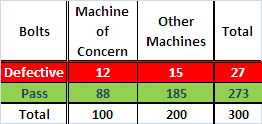 Bolts Machine of Concern Other Machines Total
Defective 12 15 27
Pass 88 185 273
Total 100 200 300